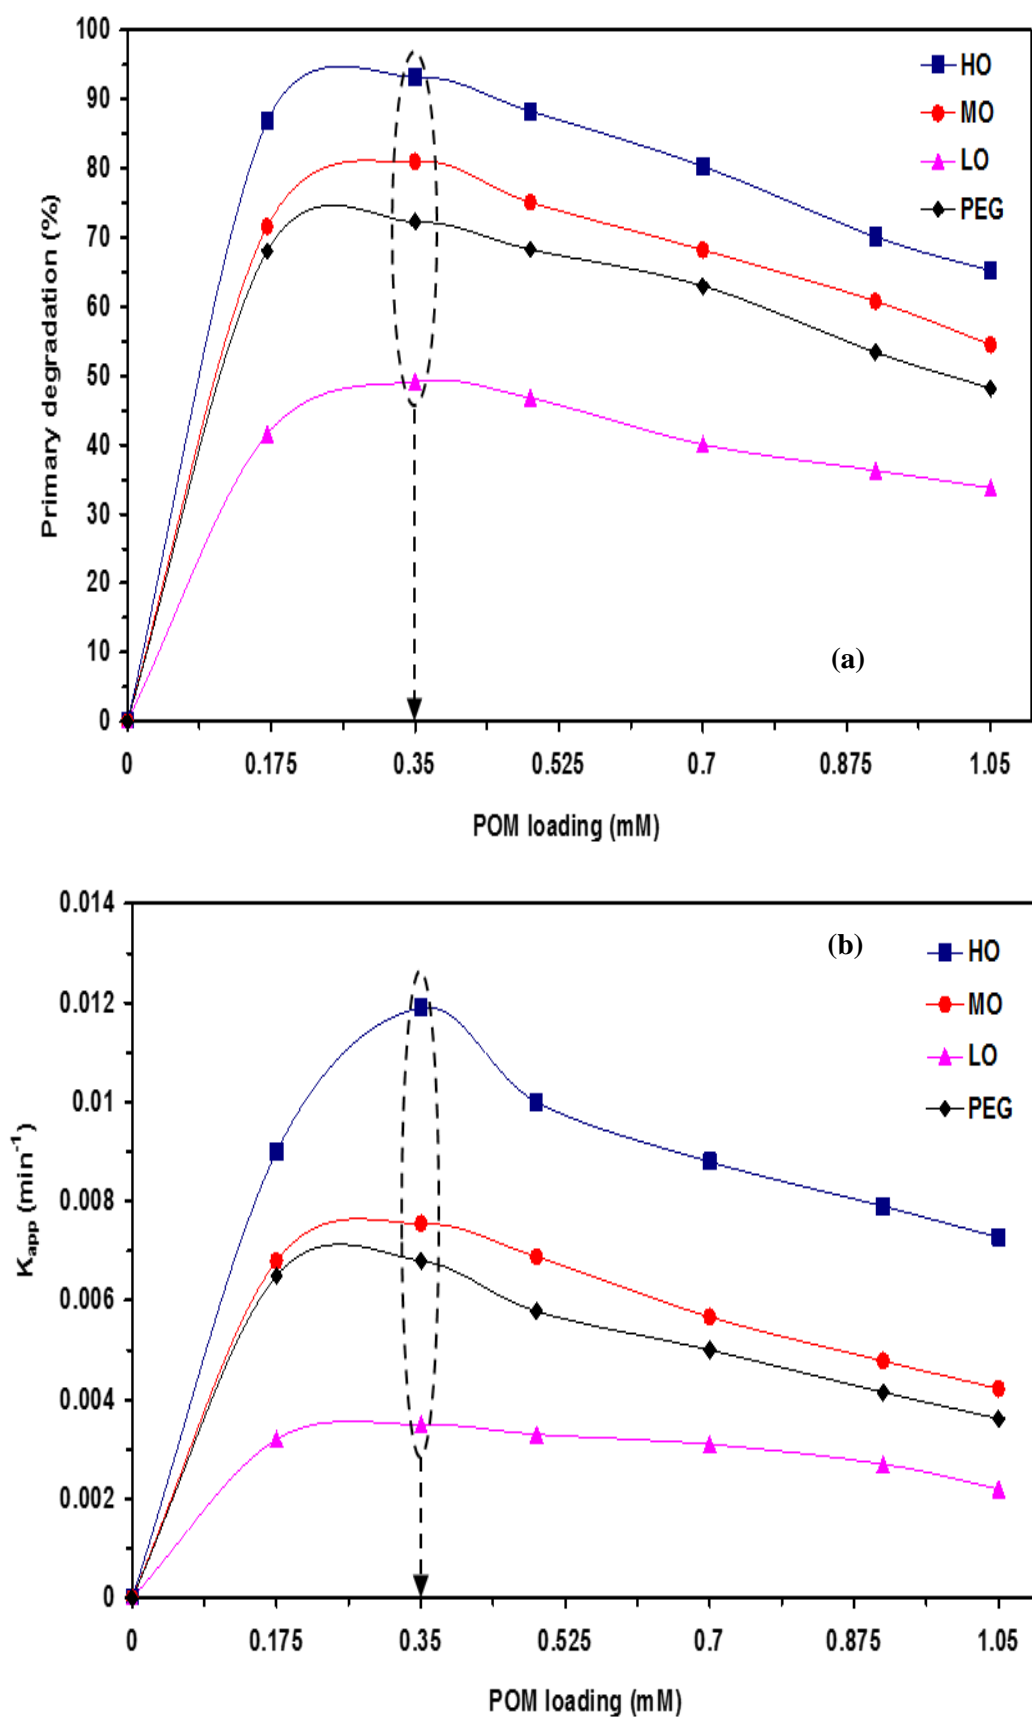 100
90
80
70
60
50
40
30
20
10
0
Primary degradation (%)
HO
MO
LO
PEG
(a)
0 0.175 0.35 0.525 0.7 0.875 1.05
POM loading (mM)
0.014
0.012
0.01
0.008
0.006
0.004
0.002
0
K_app (min⁻¹)
(b)
HO
MO
LO
PEG
0 0.175 0.35 0.525 0.7 0.875 1.05
POM loading (mM)